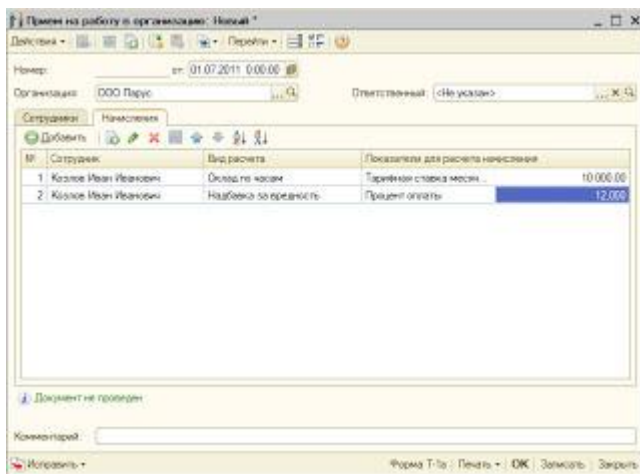 Прием на работу в организацию: Новый *
Действия Перейти
Номер: от: 01.07.2011 0:00:00
Организация: ООО Парус Ответственный: <Не указан>
Сотрудники Начисления
Добавить
№ Сотрудник Вид расчета Показатели для расчета начисления
1 Козлов Иван Иванович Оклад по часам Тарифная ставка месяч... 10 000,00
2 Козлов Иван Иванович Надбавка за вредность Процент оплаты 12,000
Документ не проведен
Комментарий:
Исправить Форма Т-1а Печать OK Записать Закрыть